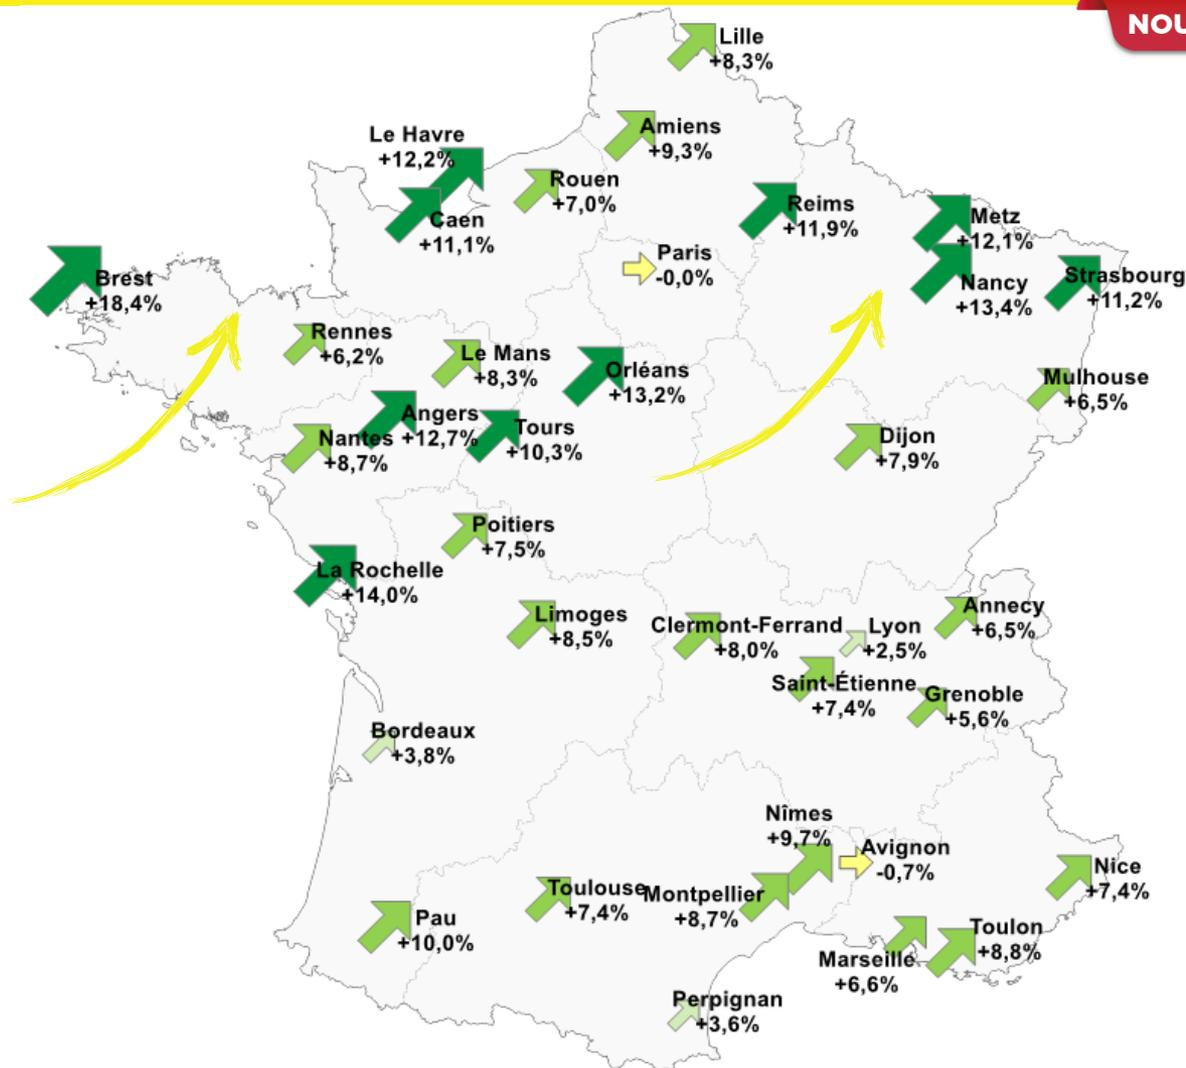 NOU
Lille
+8,3%
Amiens
+9,3%
Le Havre
+12,2%
Rouen
+7,0%
Caen
+11,1%
Reims
+11,9%
Metz
+12,1%
Paris
-0,0%
Nancy
+13,4%
Strasbourg
+11,2%
Brest
+18,4%
Rennes
+6,2%
Le Mans
+8,3%
Orléans
+13,2%
Mulhouse
+6,5%
Angers
+12,7%
Tours
+10,3%
Nantes
+8,7%
Dijon
+7,9%
Poitiers
+7,5%
La Rochelle
+14,0%
Limoges
+8,5%
Clermont-Ferrand
+8,0%
Lyon
+2,5%
Annecy
+6,5%
Saint-Étienne
+7,4%
Grenoble
+5,6%
Bordeaux
+3,8%
Nîmes
+9,7%
Avignon
-0,7%
Nice
+7,4%
Toulouse
+7,4%
Montpellier
+8,7%
Pau
+10,0%
Toulon
+8,8%
Marseille
+6,6%
Perpignan
+3,6%